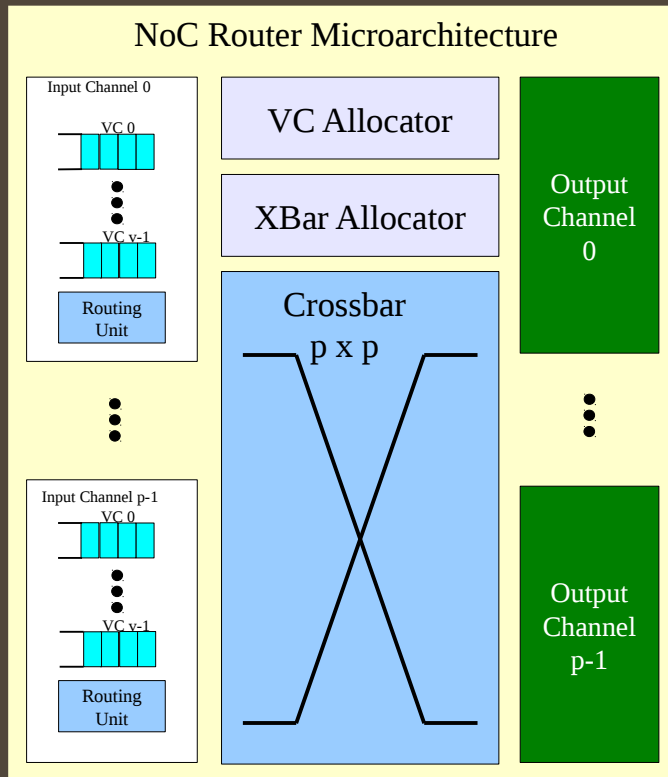 NoC Router Microarchitecture
Input Channel 0
VC 0
VC v-1
Routing
Unit
Input Channel p-1
VC 0
VC v-1
Routing
Unit
VC Allocator
XBar Allocator
Crossbar
p x p
Output
Channel
0
Output
Channel
p-1